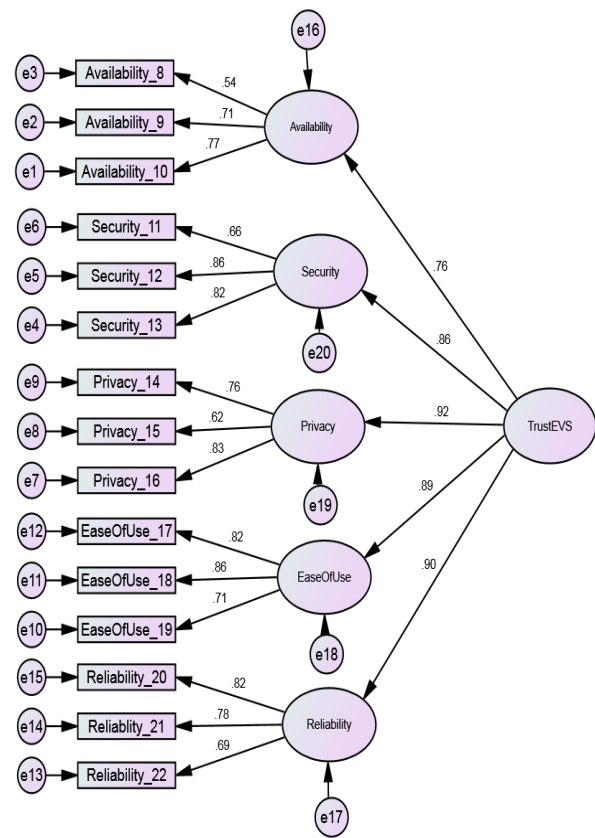 e16
e3 Availability_8 .54
e2 Availability_9 .71 Availability
e1 Availability_10 .77
.76
e6 Security_11 .66
e5 Security_12 .86 Security
e4 Security_13 .82
.86
e20
e9 Privacy_14 .76
e8 Privacy_15 .62 Privacy .92 TrustEVS
e7 Privacy_16 .83
e19
.89
e12 EaseOfUse_17 .82
e11 EaseOfUse_18 .86 EaseOfUse
e10 EaseOfUse_19 .71
.90
e18
e15 Reliability_20 .82
e14 Reliability_21 .78 Reliability
e13 Reliability_22 .69
e17